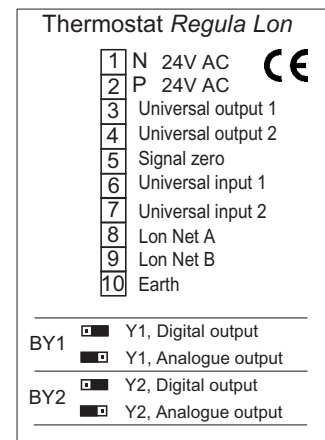 Thermostat Regula Lon
1 N 24V AC CE
2 P 24V AC
3 Universal output 1
4 Universal output 2
5 Signal zero
6 Universal input 1
7 Universal input 2
8 Lon Net A
9 Lon Net B
10 Earth
BY1 Y1, Digital output
Y1, Analogue output
BY2 Y2, Digital output
Y2, Analogue output